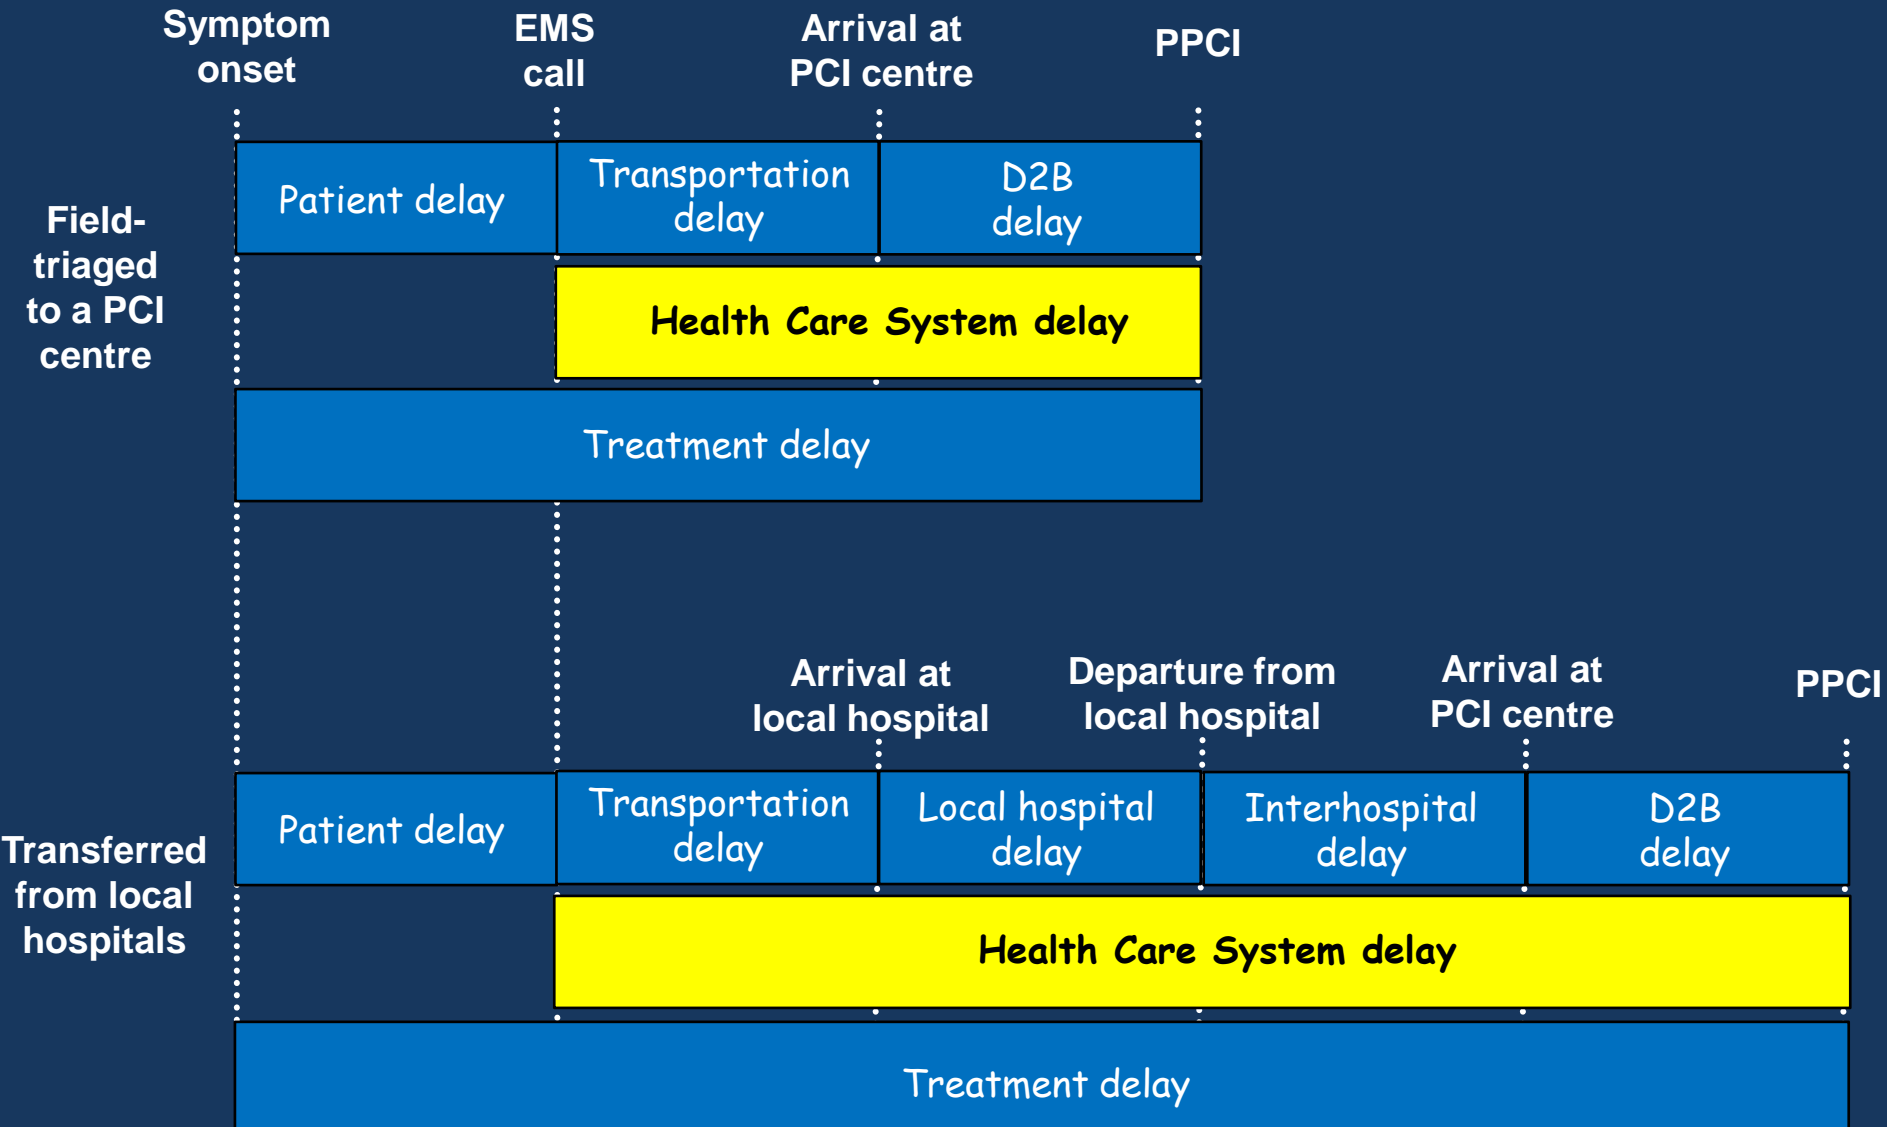 Symptom
onset
EMS
call
Arrival at
PCI centre
PPCI
Field-
triaged
to a PCI
centre
Patient delay
Transportation
delay
D2B
delay
Health Care System delay
Treatment delay
Arrival at
local hospital
Departure from
local hospital
Arrival at
PCI centre
PPCI
Transferred
from local
hospitals
Patient delay
Transportation
delay
Local hospital
delay
Interhospital
delay
D2B
delay
Health Care System delay
Treatment delay